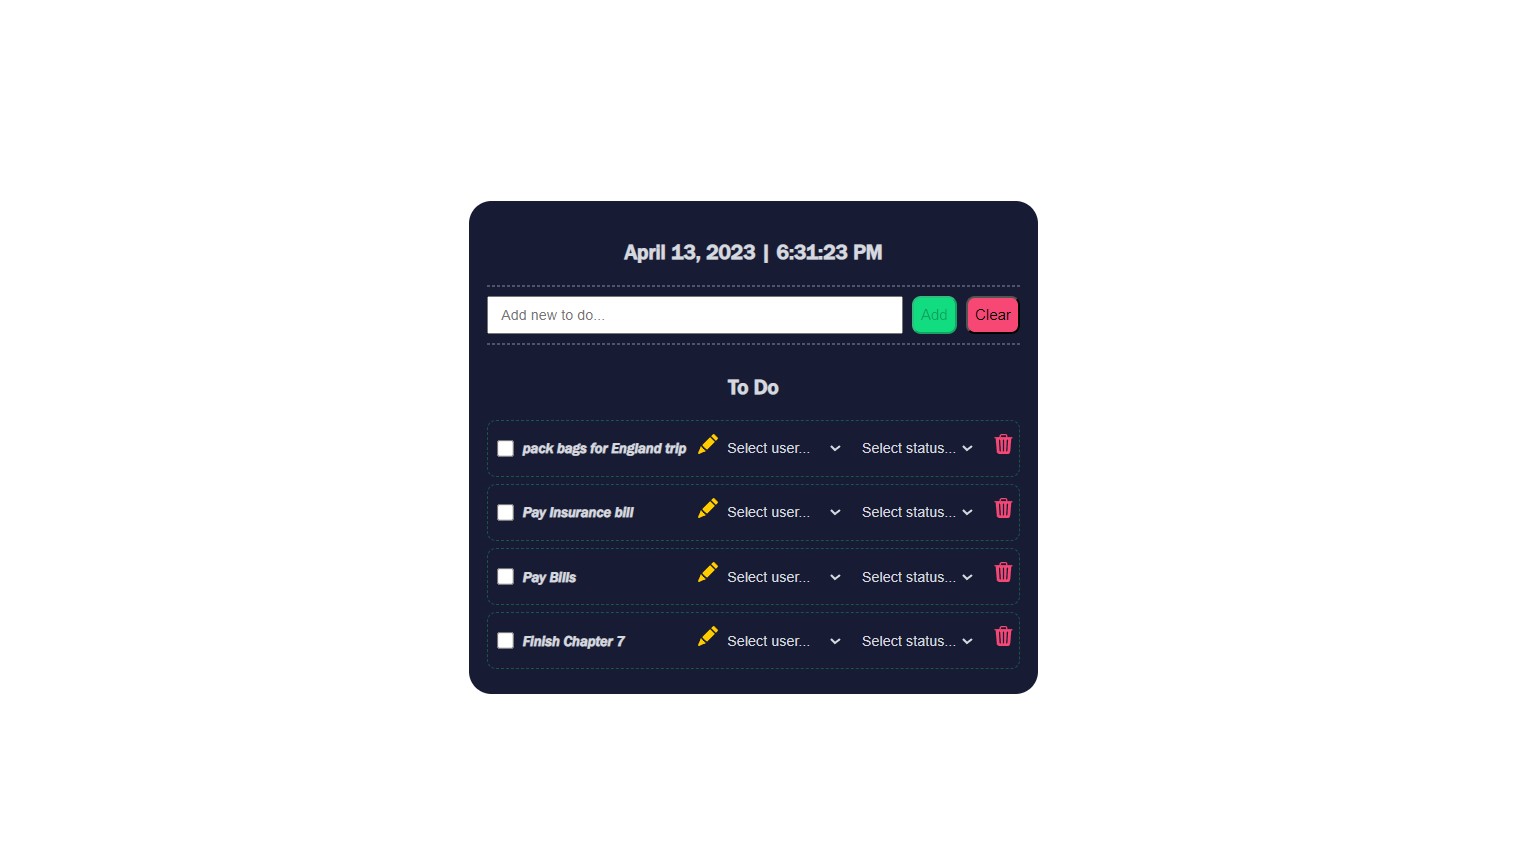 April 13, 2023 | 6:31:23 PM
Add new to do... Add Clear
To Do
pack bags for England trip Select user... Select status...
Pay Insurance bill Select user... Select status...
Pay Bills Select user... Select status...
Finish Chapter 7 Select user... Select status...